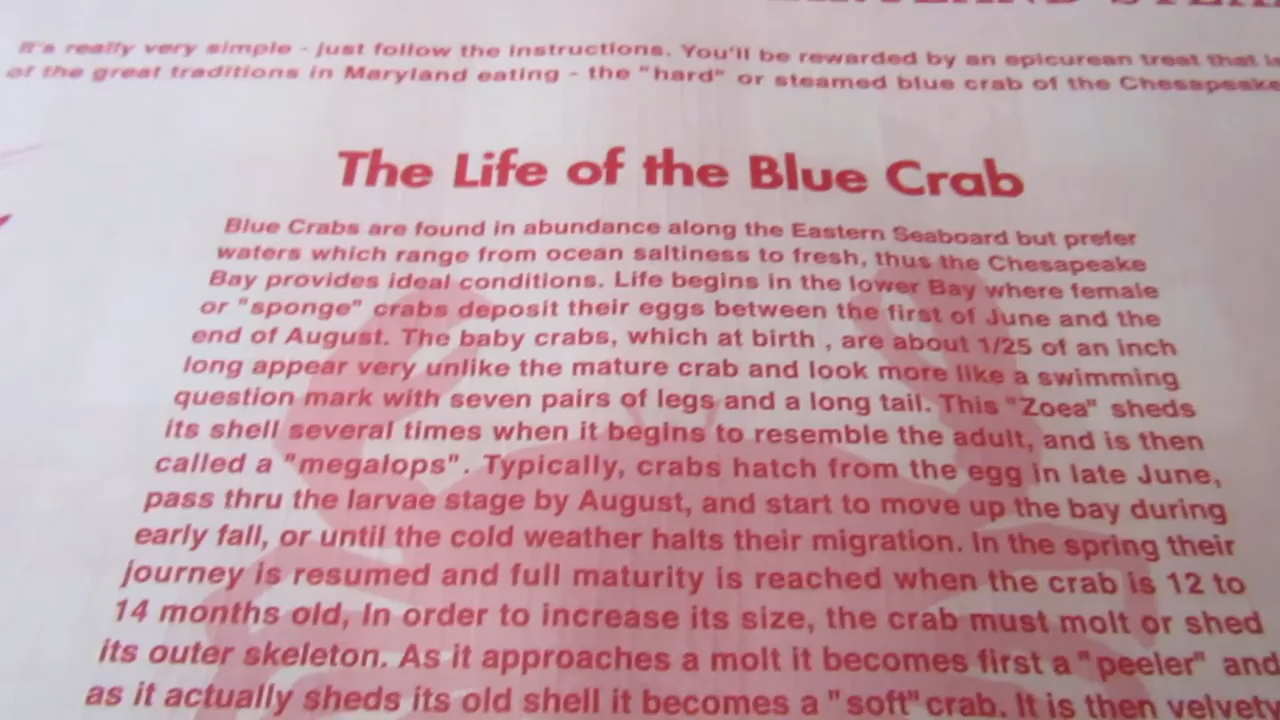 It's really very simple - just follow the instructions. You'll be rewarded by an epicurean treat that is
of the great traditions in Maryland eating - the "hard" or steamed blue crab of the Chesapeake
The Life of the Blue Crab
Blue Crabs are found in abundance along the Eastern Seaboard but prefer
waters which range from ocean saltiness to fresh, thus the Chesapeake
Bay provides ideal conditions. Life begins in the lower Bay where female
or "sponge" crabs deposit their eggs between the first of June and the
end of August. The baby crabs, which at birth , are about 1/25 of an inch
long appear very unlike the mature crab and look more like a swimming
question mark with seven pairs of legs and a long tail. This "Zoea" sheds
its shell several times when it begins to resemble the adult, and is then
called a "megalops". Typically, crabs hatch from the egg in late June,
pass thru the larvae stage by August, and start to move up the bay during
early fall, or until the cold weather halts their migration. In the spring their
journey is resumed and full maturity is reached when the crab is 12 to
14 months old, In order to increase its size, the crab must molt or shed
its outer skeleton. As it approaches a molt it becomes first a "peeler" and
as it actually sheds its old shell it becomes a "soft" crab. It is then velvety